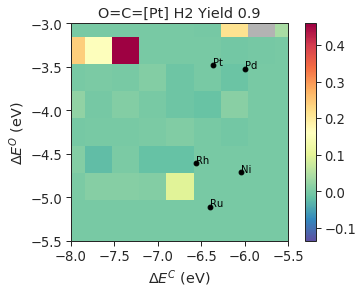 O=C=[Pt] H2 Yield 0.9
−3.0
−3.5
−4.0
−4.5
−5.0
−5.5
ΔE^O (eV)
Pt
Pd
Rh
Ni
Ru
−8.0 −7.5 −7.0 −6.5 −6.0 −5.5
ΔE^C (eV)
0.4
0.3
0.2
0.1
0.0
−0.1